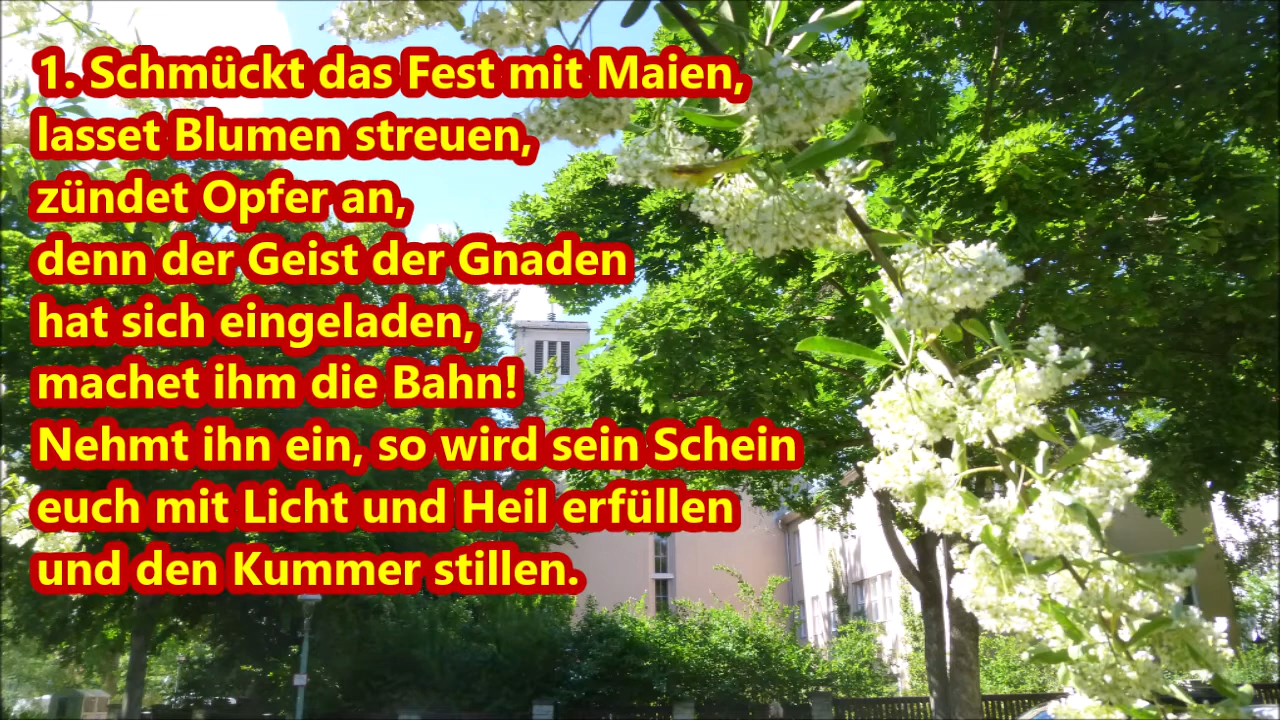 1. Schmückt das Fest mit Maien,
lasset Blumen streuen,
zündet Opfer an,
denn der Geist der Gnaden
hat sich eingeladen,
machet ihm die Bahn!
Nehmt ihn ein, so wird sein Schein
euch mit Licht und Heil erfüllen
und den Kummer stillen.